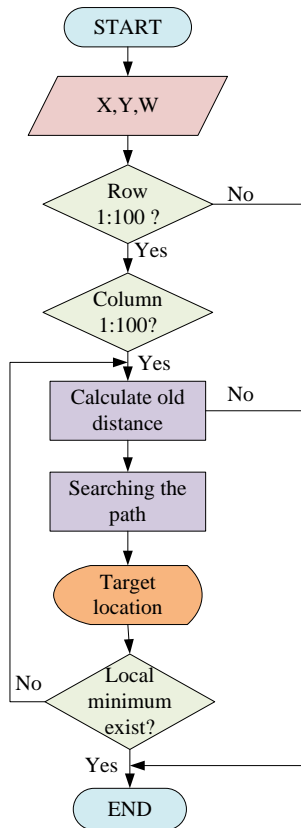 START
X,Y,W
Row
1:100 ?
No
Yes
Column
1:100?
Yes
Calculate old
distance
No
Searching the
path
Target
location
Local
minimum
exist?
No
Yes
END